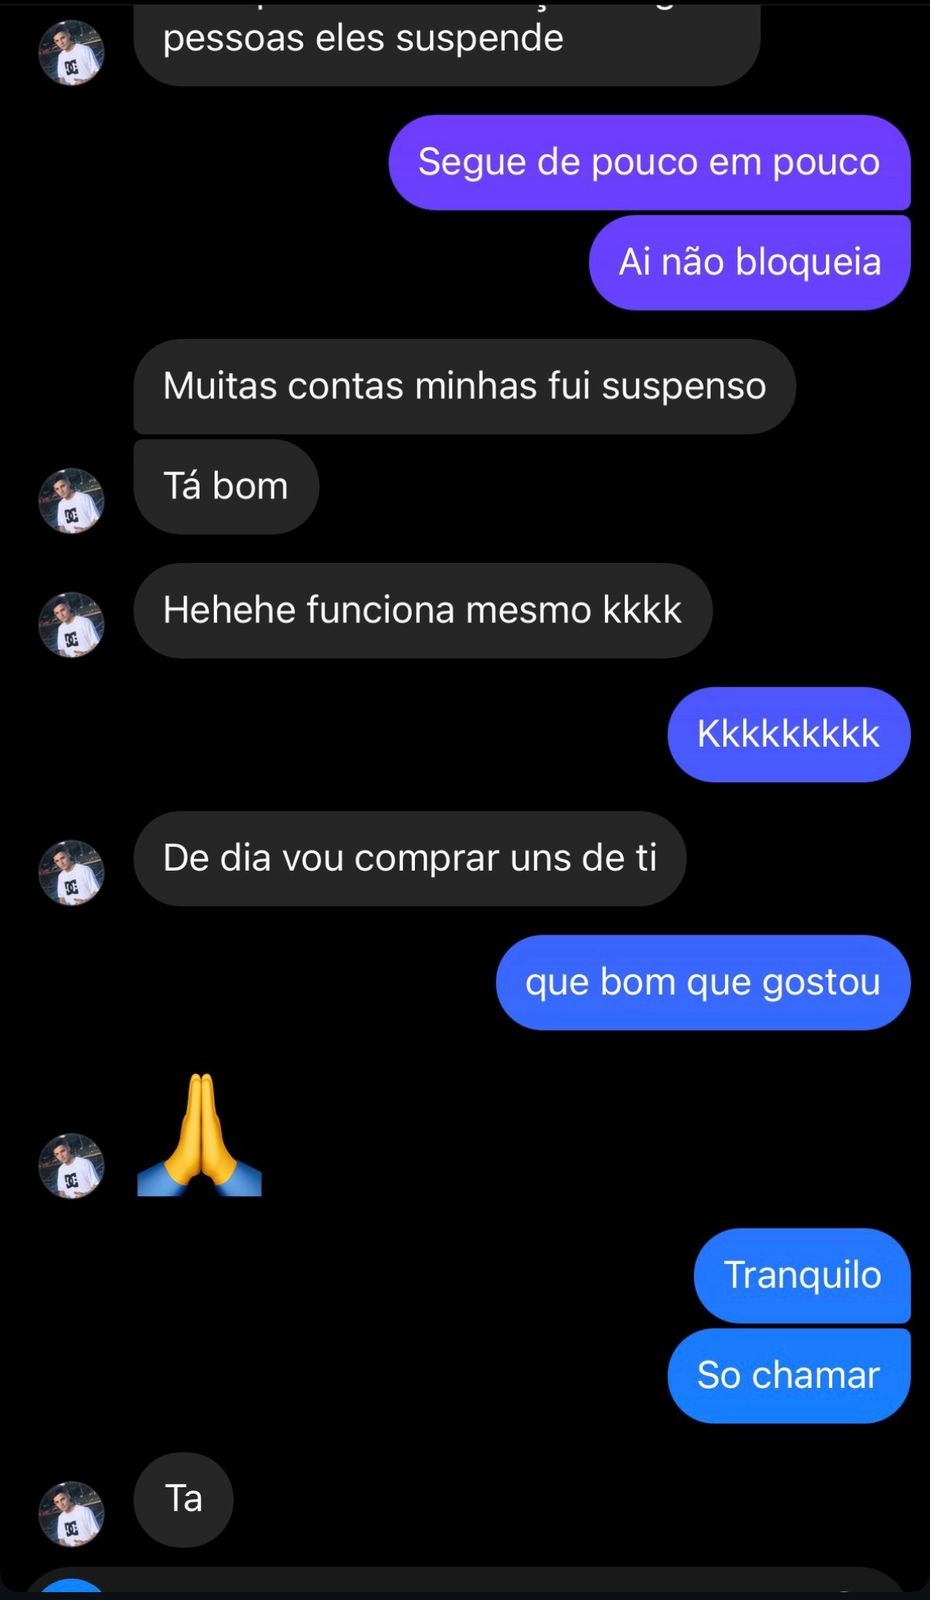 pessoas eles suspende
Segue de pouco em pouco
Ai não bloqueia
Muitas contas minhas fui suspenso
Tá bom
Hehehe funciona mesmo kkkk
Kkkkkkkkk
De dia vou comprar uns de ti
que bom que gostou
Tranquilo
So chamar
Ta